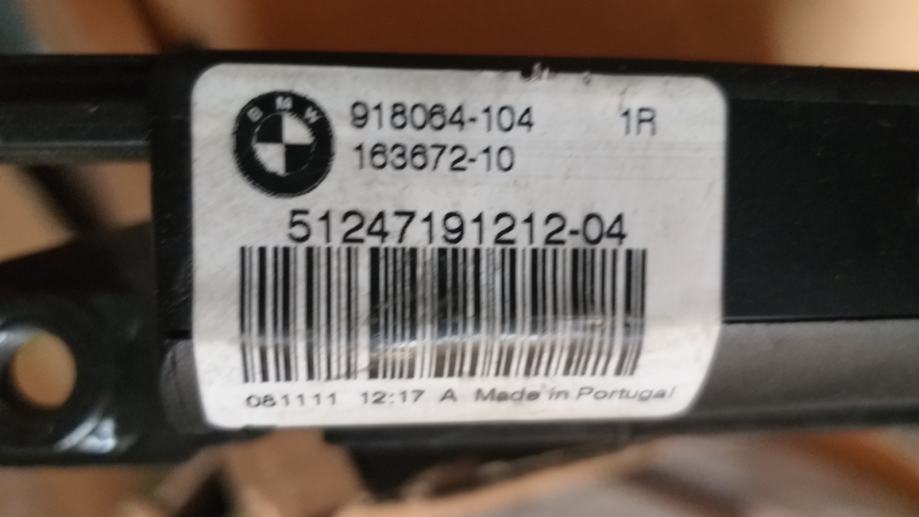 BMW
918064-104 1R
163672-10
51247191212-04
081111 12:17 A Made in Portugal